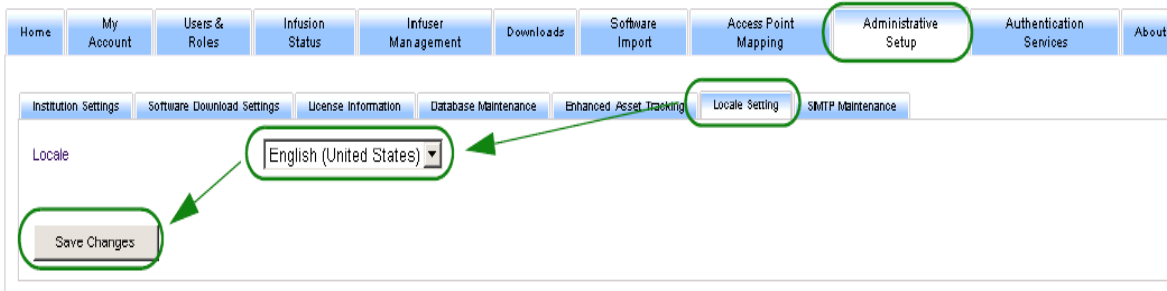 Home My Account Users & Roles Infusion Status Infuser Management Downloads Software Import Access Point Mapping Administrative Setup Authentication Services About
Institution Settings Software Download Settings License Information Database Maintenance Enhanced Asset Tracking Locale Setting SMTP Maintenance
Locale English (United States)
Save Changes